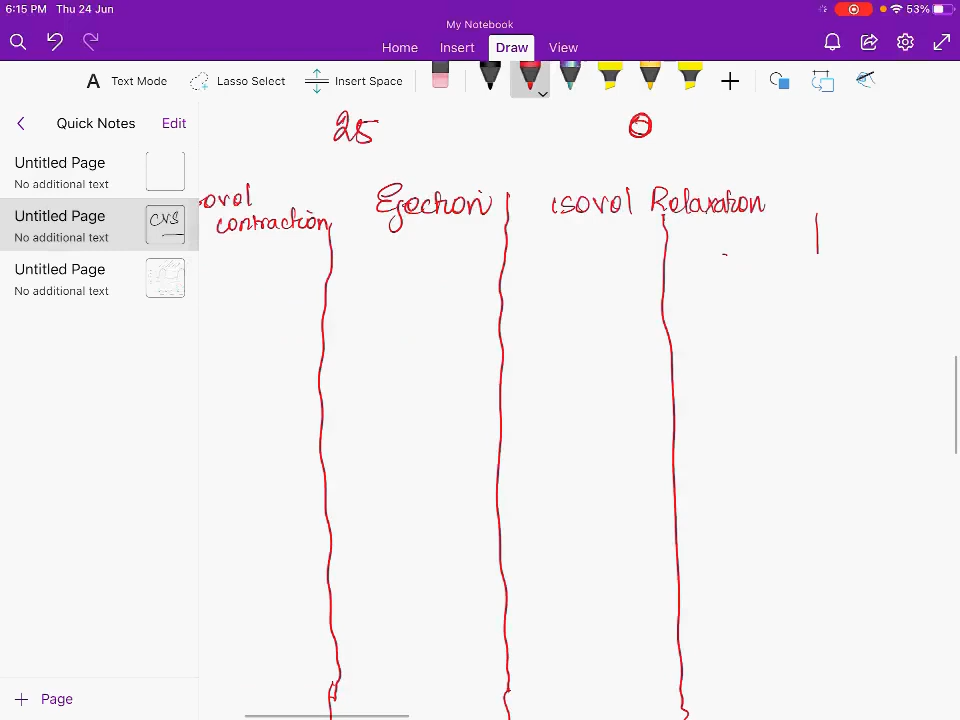 6:15 PM Thu 24 Jun
53%
My Notebook
Home Insert Draw View
Text Mode Lasso Select Insert Space
Quick Notes Edit
Untitled Page
No additional text
Untitled Page
No additional text
CVS
Untitled Page
No additional text
Page
25 0
ovol Ejection isovol Relaxation
contraction